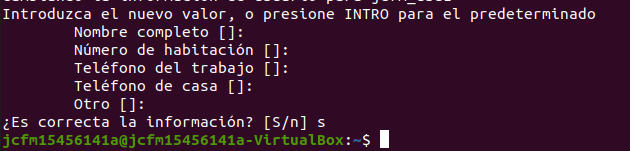 Introduzca el nuevo valor, o presione INTRO para el predeterminado
Nombre completo []:
Número de habitación []:
Teléfono del trabajo []:
Teléfono de casa []:
Otro []:
¿Es correcta la información? [S/n] s
jcfm15456141a@jcfm15456141a-VirtualBox:~$